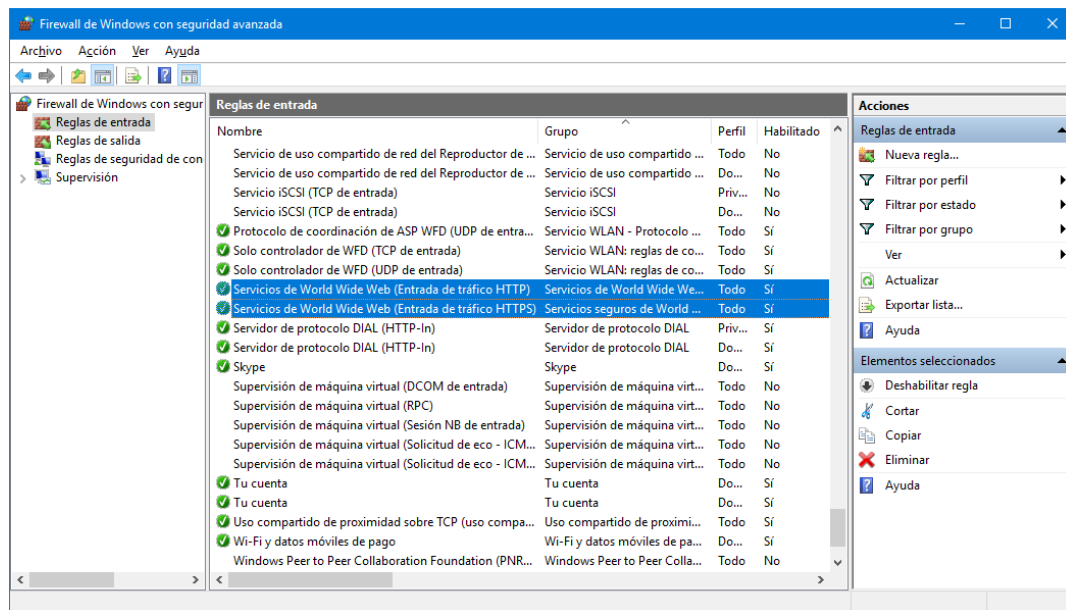 Firewall de Windows con seguridad avanzada
Archivo Acción Ver Ayuda
Firewall de Windows con segur
Reglas de entrada
Reglas de salida
Reglas de seguridad de con
Supervisión
Reglas de entrada
Nombre Grupo Perfil Habilitado
Servicio de uso compartido de red del Reproductor de ... Servicio de uso compartido ... Todo No
Servicio de uso compartido de red del Reproductor de ... Servicio de uso compartido ... Do... No
Servicio iSCSI (TCP de entrada) Servicio iSCSI Priv... No
Servicio iSCSI (TCP de entrada) Servicio iSCSI Do... No
Protocolo de coordinación de ASP WFD (UDP de entra... Servicio WLAN - Protocolo ... Todo Sí
Solo controlador de WFD (TCP de entrada) Servicio WLAN: reglas de co... Todo Sí
Solo controlador de WFD (UDP de entrada) Servicio WLAN: reglas de co... Todo Sí
Servicios de World Wide Web (Entrada de tráfico HTTP) Servicios de World Wide We... Todo Sí
Servicios de World Wide Web (Entrada de tráfico HTTPS) Servicios seguros de World ... Todo Sí
Servidor de protocolo DIAL (HTTP-In) Servidor de protocolo DIAL Priv... Sí
Servidor de protocolo DIAL (HTTP-In) Servidor de protocolo DIAL Do... Sí
Skype Skype Do... Sí
Supervisión de máquina virtual (DCOM de entrada) Supervisión de máquina virt... Todo No
Supervisión de máquina virtual (RPC) Supervisión de máquina virt... Todo No
Supervisión de máquina virtual (Sesión NB de entrada) Supervisión de máquina virt... Todo No
Supervisión de máquina virtual (Solicitud de eco - ICM... Supervisión de máquina virt... Todo No
Supervisión de máquina virtual (Solicitud de eco - ICM... Supervisión de máquina virt... Todo No
Tu cuenta Tu cuenta Do... Sí
Tu cuenta Tu cuenta Do... Sí
Uso compartido de proximidad sobre TCP (uso compa... Uso compartido de proximi... Todo Sí
Wi-Fi y datos móviles de pago Wi-Fi y datos móviles de pa... Do... Sí
Windows Peer to Peer Collaboration Foundation (PNR... Windows Peer to Peer Colla... Todo No
Acciones
Reglas de entrada
Nueva regla...
Filtrar por perfil
Filtrar por estado
Filtrar por grupo
Ver
Actualizar
Exportar lista...
Ayuda
Elementos seleccionados
Deshabilitar regla
Cortar
Copiar
Eliminar
Ayuda